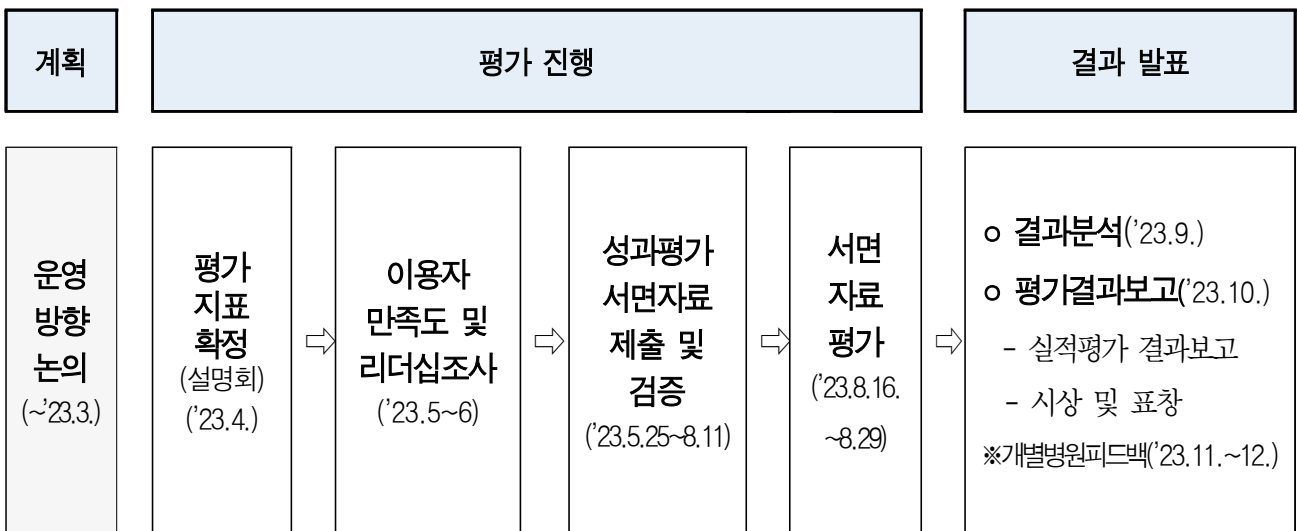 계획
평가 진행
결과 발표
운영
방향
논의
(~'23.3.)
평가
지표
확정
(설명회)
('23.4.)
⇨
이용자
만족도 및
리더십조사
('23.5~6)
⇨
성과평가
서면자료
제출 및
검증
('23.5.25~8.11)
⇨
서면
자료
평가
('23.8.16.
~8.29)
⇨
ㅇ 결과분석('23.9.)
ㅇ 평가결과보고('23.10.)
- 실적평가 결과보고
- 시상 및 표창
※개별병원피드백('23.11.~12.)